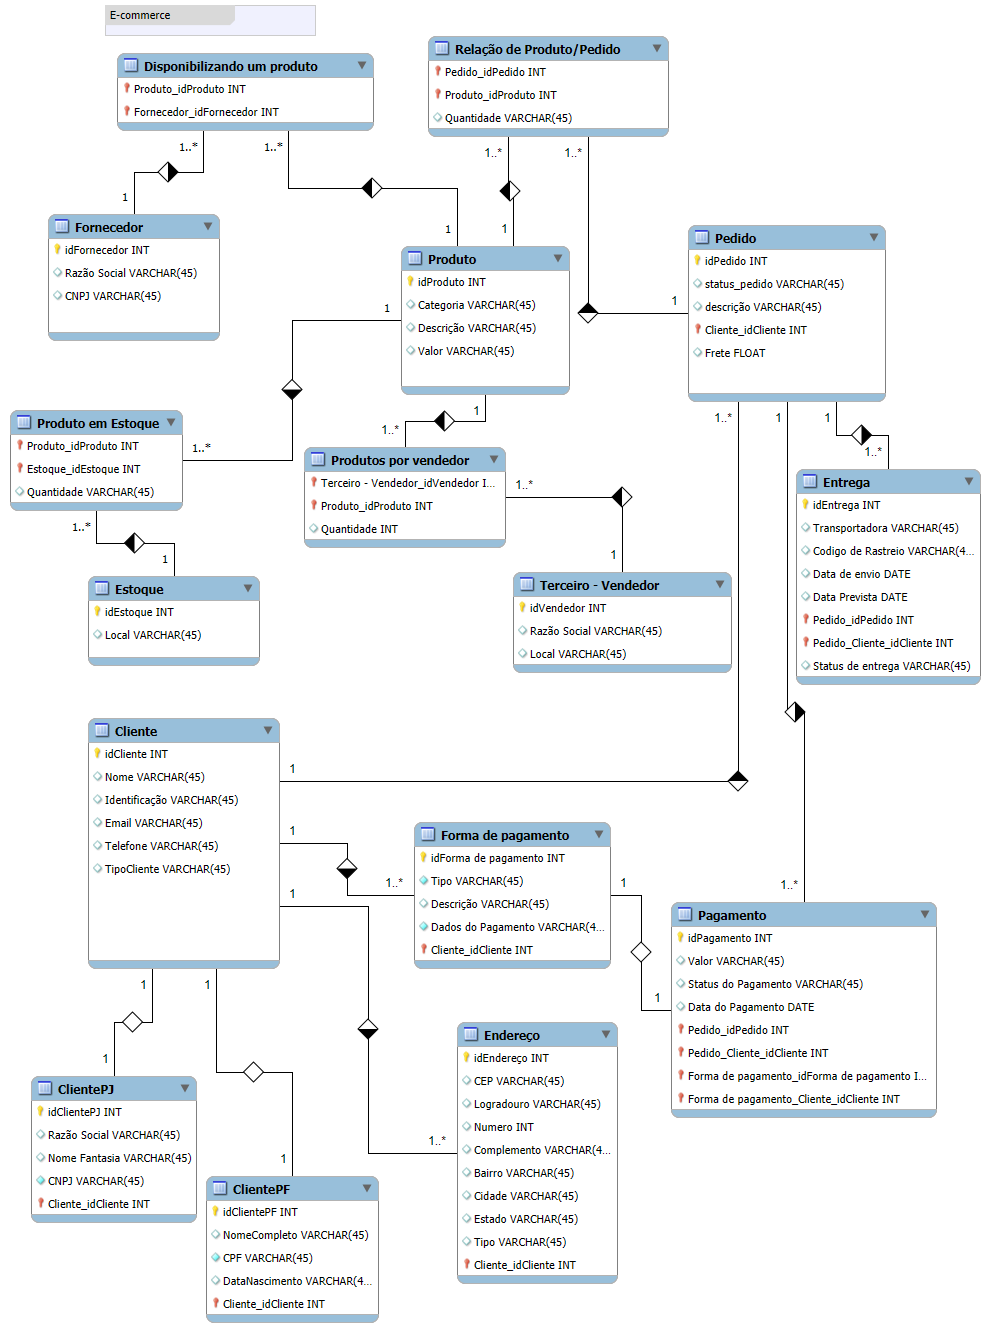 E-commerce
Disponibilizando um produto
Produto_idProduto INT
Fornecedor_idFornecedor INT
Relação de Produto/Pedido
Pedido_idPedido INT
Produto_idProduto INT
Quantidade VARCHAR(45)
1..*
1..*
1..*
1..*
1
1
1
Fornecedor
idFornecedor INT
Razão Social VARCHAR(45)
CNPJ VARCHAR(45)
Produto
idProduto INT
Categoria VARCHAR(45)
Descrição VARCHAR(45)
Valor VARCHAR(45)
Pedido
idPedido INT
status_pedido VARCHAR(45)
descrição VARCHAR(45)
Cliente_idCliente INT
Frete FLOAT
1
1
1
1..*
1..*
1
1
1..*
Produto em Estoque
Produto_idProduto INT
Estoque_idEstoque INT
Quantidade VARCHAR(45)
1..*
Produtos por vendedor
Terceiro - Vendedor_idVendedor I...
Produto_idProduto INT
Quantidade INT
1..*
1..*
1
1
Entrega
idEntrega INT
Transportadora VARCHAR(45)
Codigo de Rastreio VARCHAR(4...
Data de envio DATE
Data Prevista DATE
Pedido_idPedido INT
Pedido_Cliente_idCliente INT
Status de entrega VARCHAR(45)
Estoque
idEstoque INT
Local VARCHAR(45)
Terceiro - Vendedor
idVendedor INT
Razão Social VARCHAR(45)
Local VARCHAR(45)
Cliente
idCliente INT
Nome VARCHAR(45)
Identificação VARCHAR(45)
Email VARCHAR(45)
Telefone VARCHAR(45)
TipoCliente VARCHAR(45)
1
1
1
1..*
Forma de pagamento
idForma de pagamento INT
Tipo VARCHAR(45)
Descrição VARCHAR(45)
Dados do Pagamento VARCHAR(4...
Cliente_idCliente INT
1
1..*
1
Pagamento
idPagamento INT
Valor VARCHAR(45)
Status do Pagamento VARCHAR(45)
Data do Pagamento DATE
Pedido_idPedido INT
Pedido_Cliente_idCliente INT
Forma de pagamento_idForma de pagamento I...
Forma de pagamento_Cliente_idCliente INT
1
1
1
1
1..*
ClientePJ
idClientePJ INT
Razão Social VARCHAR(45)
Nome Fantasia VARCHAR(45)
CNPJ VARCHAR(45)
Cliente_idCliente INT
ClientePF
idClientePF INT
NomeCompleto VARCHAR(45)
CPF VARCHAR(45)
DataNascimento VARCHAR(4...
Cliente_idCliente INT
Endereço
idEndereço INT
CEP VARCHAR(45)
Logradouro VARCHAR(45)
Numero INT
Complemento VARCHAR(4...
Bairro VARCHAR(45)
Cidade VARCHAR(45)
Estado VARCHAR(45)
Tipo VARCHAR(45)
Cliente_idCliente INT